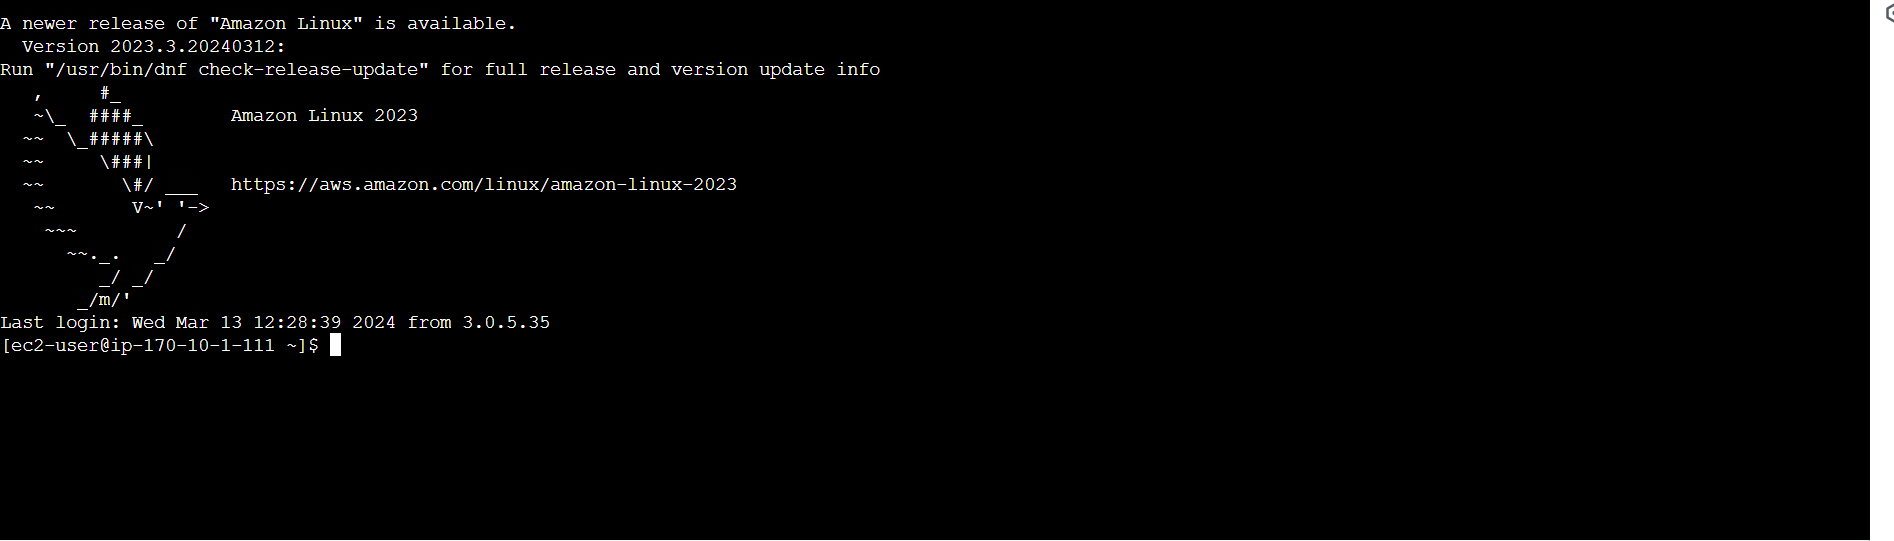 A newer release of "Amazon Linux" is available.
  Version 2023.3.20240312:
Run "/usr/bin/dnf check-release-update" for full release and version update info
   ,     #_
   ~\_  ####_        Amazon Linux 2023
  ~~  \_#####\
  ~~     \###|
  ~~       \#/ ___   https://aws.amazon.com/linux/amazon-linux-2023
   ~~       V~' '->
    ~~~         /
      ~~._.   _/
         _/ _/
       _/m/'
Last login: Wed Mar 13 12:28:39 2024 from 3.0.5.35
[ec2-user@ip-170-10-1-111 ~]$